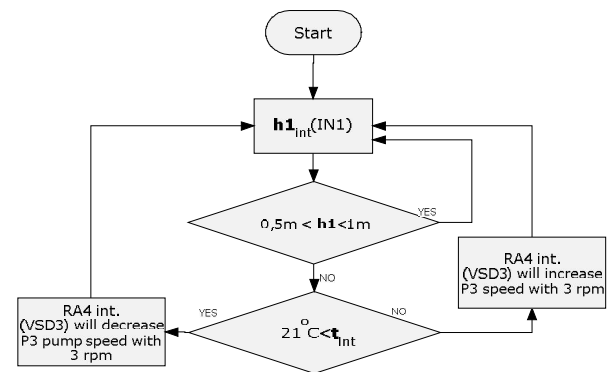 Start
h1int(IN1)
0,5m < h1<1m
YES
NO
RA4 int.
(VSD3) will increase
P3 speed with 3 rpm
RA4 int.
(VSD3) will decrease
P3 pump speed with
3 rpm
YES
21°C<tint
NO